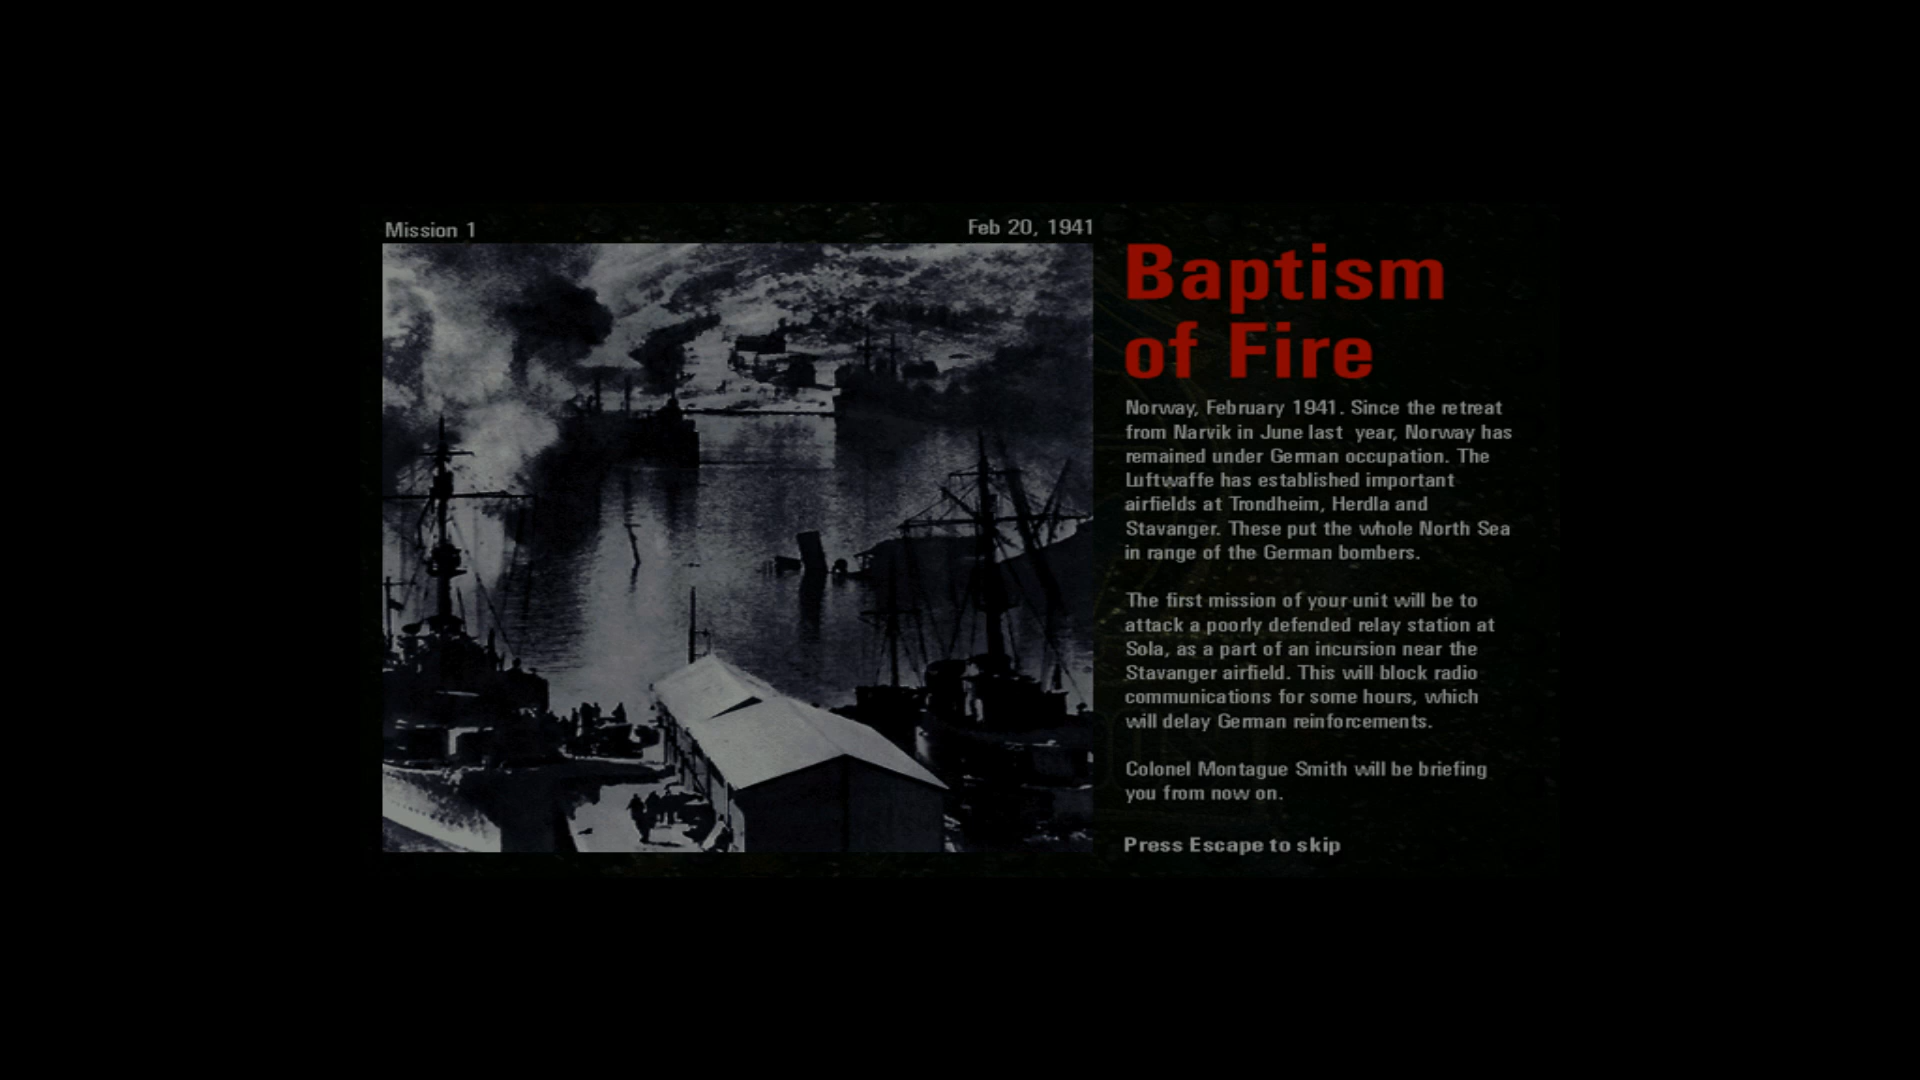 Mission 1
Feb 20, 1941
Baptism
of Fire
Norway, February 1941. Since the retreat
from Narvik in June last  year, Norway has
remained under German occupation. The
Luftwaffe has established important
airfields at Trondheim, Herdla and
Stavanger. These put the whole North Sea
in range of the German bombers.
The first mission of your unit will be to
attack a poorly defended relay station at
Sola, as a part of an incursion near the
Stavanger airfield. This will block radio
communications for some hours, which
will delay German reinforcements.
Colonel Montague Smith will be briefing
you from now on.
Press Escape to skip